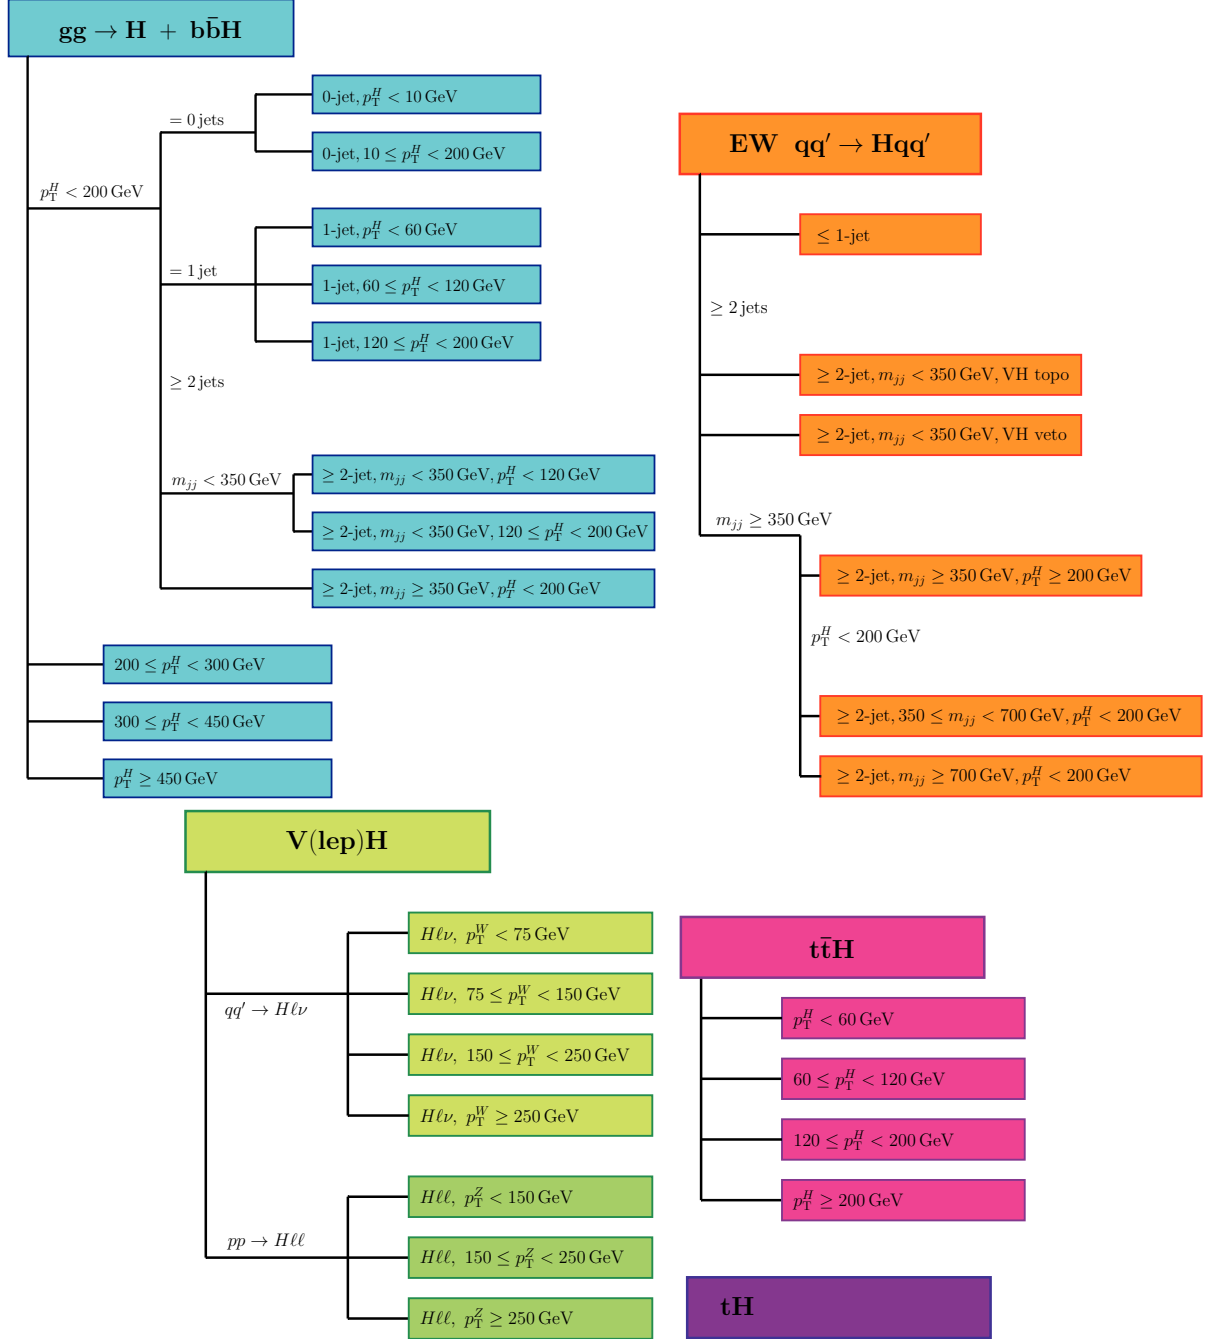 gg → H + bb̄H
= 0 jets
0-jet, p_T^H < 10 GeV
0-jet, 10 ≤ p_T^H < 200 GeV
p_T^H < 200 GeV
= 1 jet
1-jet, p_T^H < 60 GeV
1-jet, 60 ≤ p_T^H < 120 GeV
1-jet, 120 ≤ p_T^H < 200 GeV
≥ 2 jets
m_jj < 350 GeV
≥ 2-jet, m_jj < 350 GeV, p_T^H < 120 GeV
≥ 2-jet, m_jj < 350 GeV, 120 ≤ p_T^H < 200 GeV
≥ 2-jet, m_jj ≥ 350 GeV, p_T^H < 200 GeV
200 ≤ p_T^H < 300 GeV
300 ≤ p_T^H < 450 GeV
p_T^H ≥ 450 GeV
EW qq′ → Hqq′
≤ 1-jet
≥ 2 jets
≥ 2-jet, m_jj < 350 GeV, VH topo
≥ 2-jet, m_jj < 350 GeV, VH veto
m_jj ≥ 350 GeV
≥ 2-jet, m_jj ≥ 350 GeV, p_T^H ≥ 200 GeV
p_T^H < 200 GeV
≥ 2-jet, 350 ≤ m_jj < 700 GeV, p_T^H < 200 GeV
≥ 2-jet, m_jj ≥ 700 GeV, p_T^H < 200 GeV
V(lep)H
qq′ → Hℓν
Hℓν, p_T^W < 75 GeV
Hℓν, 75 ≤ p_T^W < 150 GeV
Hℓν, 150 ≤ p_T^W < 250 GeV
Hℓν, p_T^W ≥ 250 GeV
pp → Hℓℓ
Hℓℓ, p_T^Z < 150 GeV
Hℓℓ, 150 ≤ p_T^Z < 250 GeV
Hℓℓ, p_T^Z ≥ 250 GeV
tt̄H
p_T^H < 60 GeV
60 ≤ p_T^H < 120 GeV
120 ≤ p_T^H < 200 GeV
p_T^H ≥ 200 GeV
tH